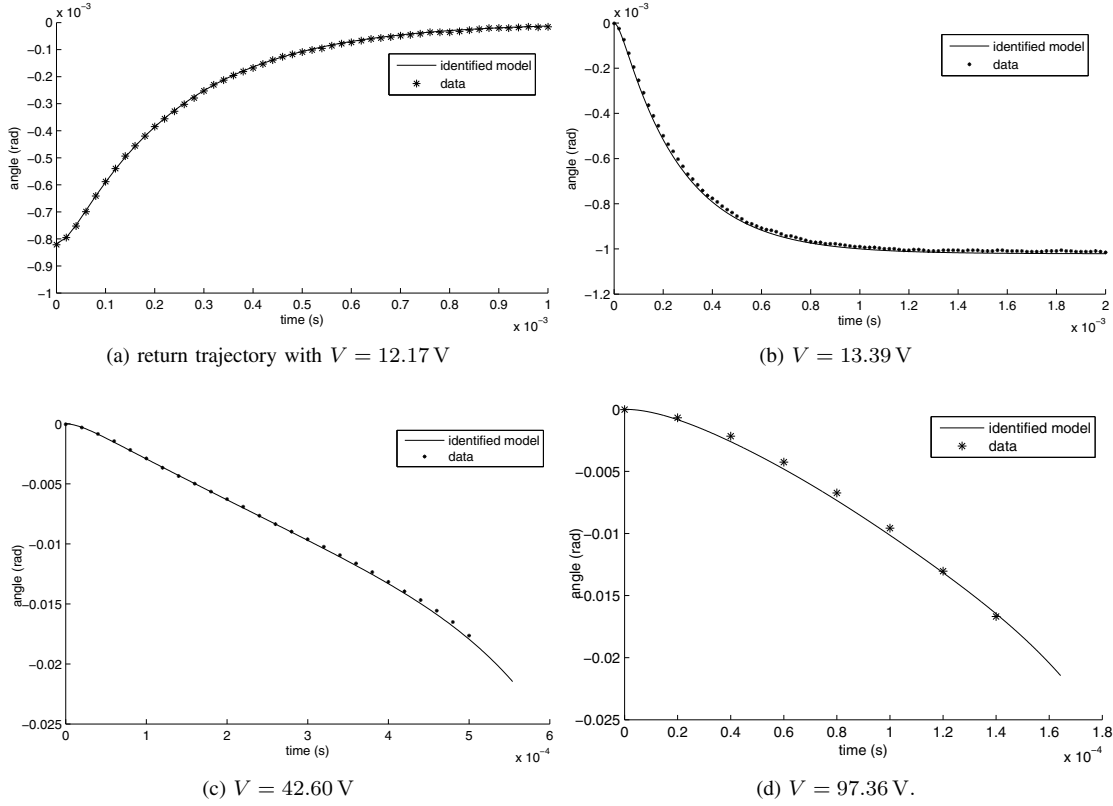 x 10⁻³
0
−0.1
−0.2
−0.3
−0.4
−0.5
−0.6
−0.7
−0.8
−0.9
−1
angle (rad)
identified model
data
0 0.1 0.2 0.3 0.4 0.5 0.6 0.7 0.8 0.9 1
time (s)
x 10⁻³
(a) return trajectory with V = 12.17 V
x 10⁻³
0
−0.2
−0.4
−0.6
−0.8
−1
−1.2
angle (rad)
identified model
data
0 0.2 0.4 0.6 0.8 1 1.2 1.4 1.6 1.8 2
time (s)
x 10⁻³
(b) V = 13.39 V
0
−0.005
−0.01
−0.015
−0.02
−0.025
angle (rad)
identified model
data
0 1 2 3 4 5 6
time (s)
x 10⁻⁴
(c) V = 42.60 V
0
−0.005
−0.01
−0.015
−0.02
−0.025
angle (rad)
identified model
data
0 0.2 0.4 0.6 0.8 1 1.2 1.4 1.6 1.8
time (s)
x 10⁻⁴
(d) V = 97.36 V.